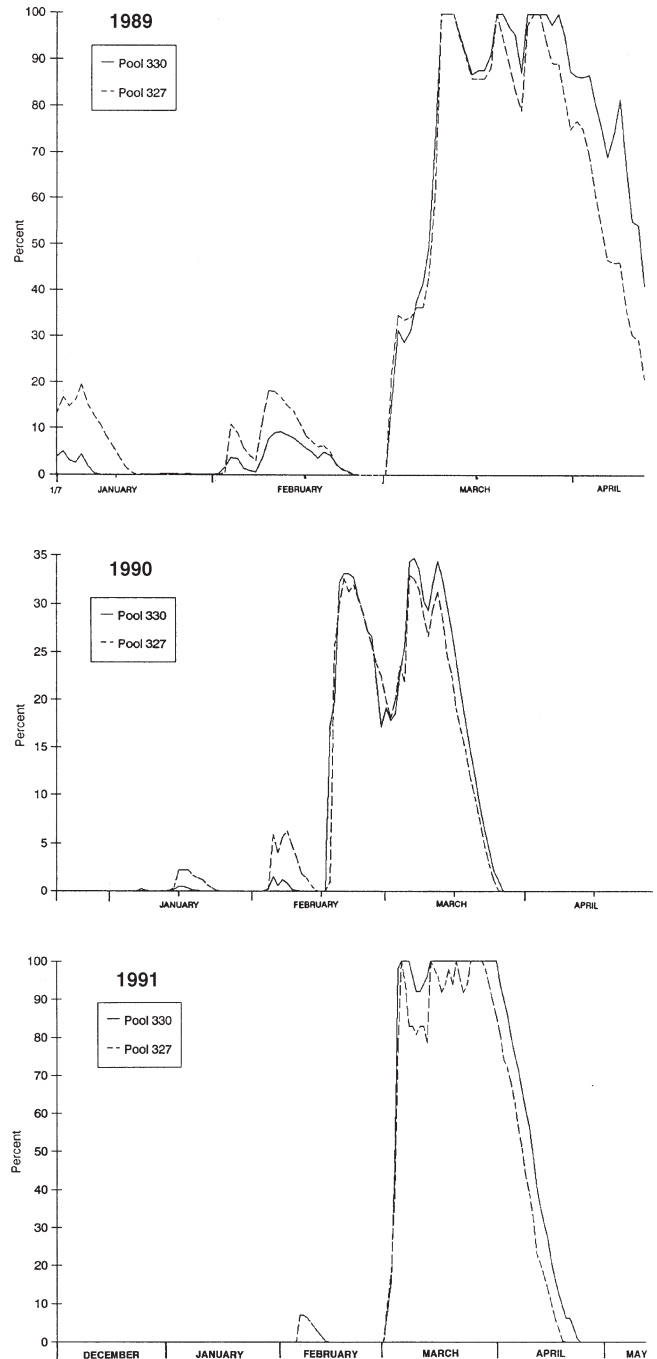 1989
Pool 330
Pool 327
Percent
100
90
80
70
60
50
40
30
20
10
0
1/7 JANUARY FEBRUARY MARCH APRIL
1990
Pool 330
Pool 327
Percent
35
30
25
20
15
10
5
0
JANUARY FEBRUARY MARCH APRIL
1991
Pool 330
Pool 327
Percent
100
90
80
70
60
50
40
30
20
10
0
DECEMBER JANUARY FEBRUARY MARCH APRIL MAY